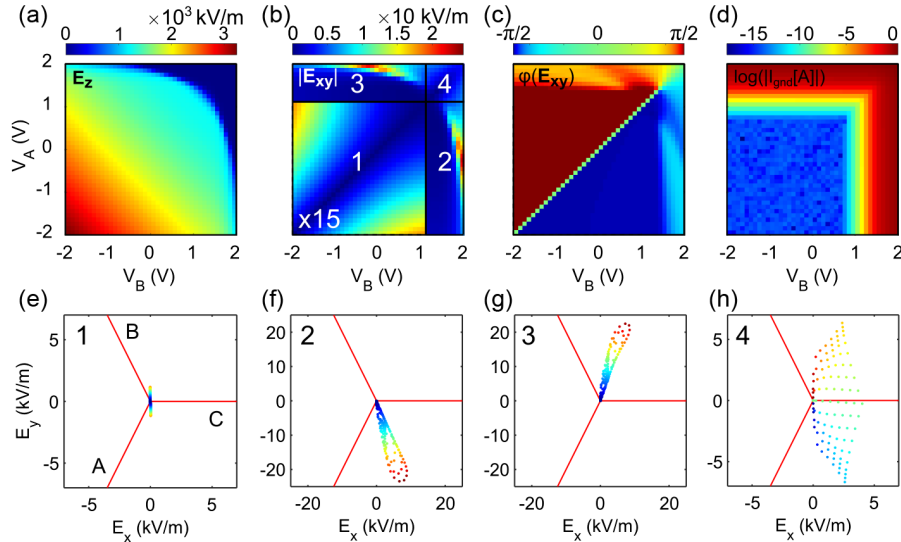 (a) (b) (c) (d)
×10³ kV/m ×10 kV/m
0 1 2 3 0 0.5 1 1.5 2 -π/2 0 π/2 -15 -10 -5 0
E_z |E_xy| φ(E_xy) log(|I_gnd[A]|)
3 4
1 2
x15
V_A (V)
2 1 0 -1 -2
-2 -1 0 1 2 -2 -1 0 1 2 -2 -1 0 1 2 -2 -1 0 1 2
V_B (V) V_B (V) V_B (V) V_B (V)
(e) (f) (g) (h)
1 B 2 3 4
C
A
E_y (kV/m)
5 0 -5
20 10 0 -10 -20
20 10 0 -10 -20
5 0 -5
-5 0 5 -20 0 20 -20 0 20 -5 0 5
E_x (kV/m) E_x (kV/m) E_x (kV/m) E_x (kV/m)